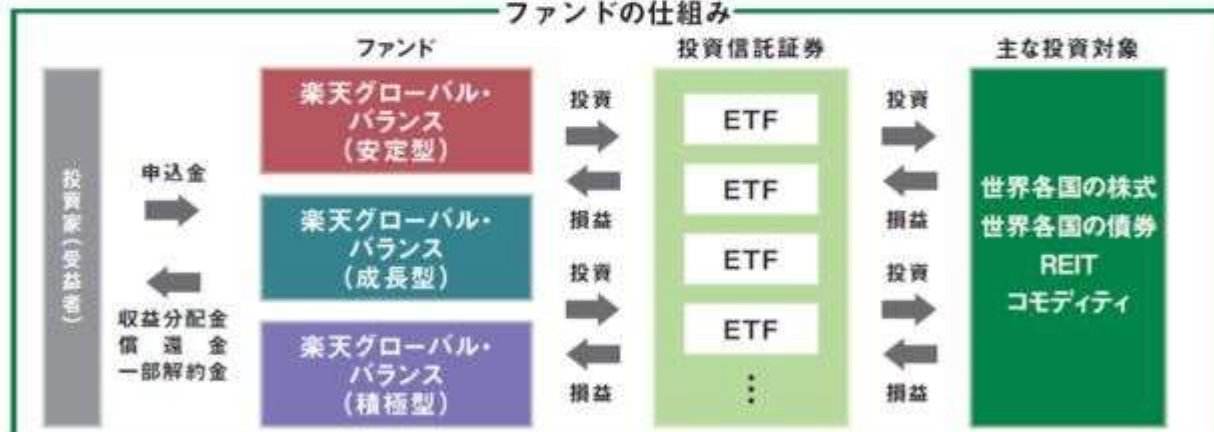 ファンドの仕組み
ファンド
投資信託証券
主な投資対象
投資家(受益者)
申込金
収益分配金
償還金
一部解約金
楽天グローバル・
バランス
(安定型)
楽天グローバル・
バランス
(成長型)
楽天グローバル・
バランス
(積極型)
投資
損益
投資
損益
ETF
ETF
ETF
ETF
⋮
投資
損益
投資
損益
世界各国の株式
世界各国の債券
REIT
コモディティ